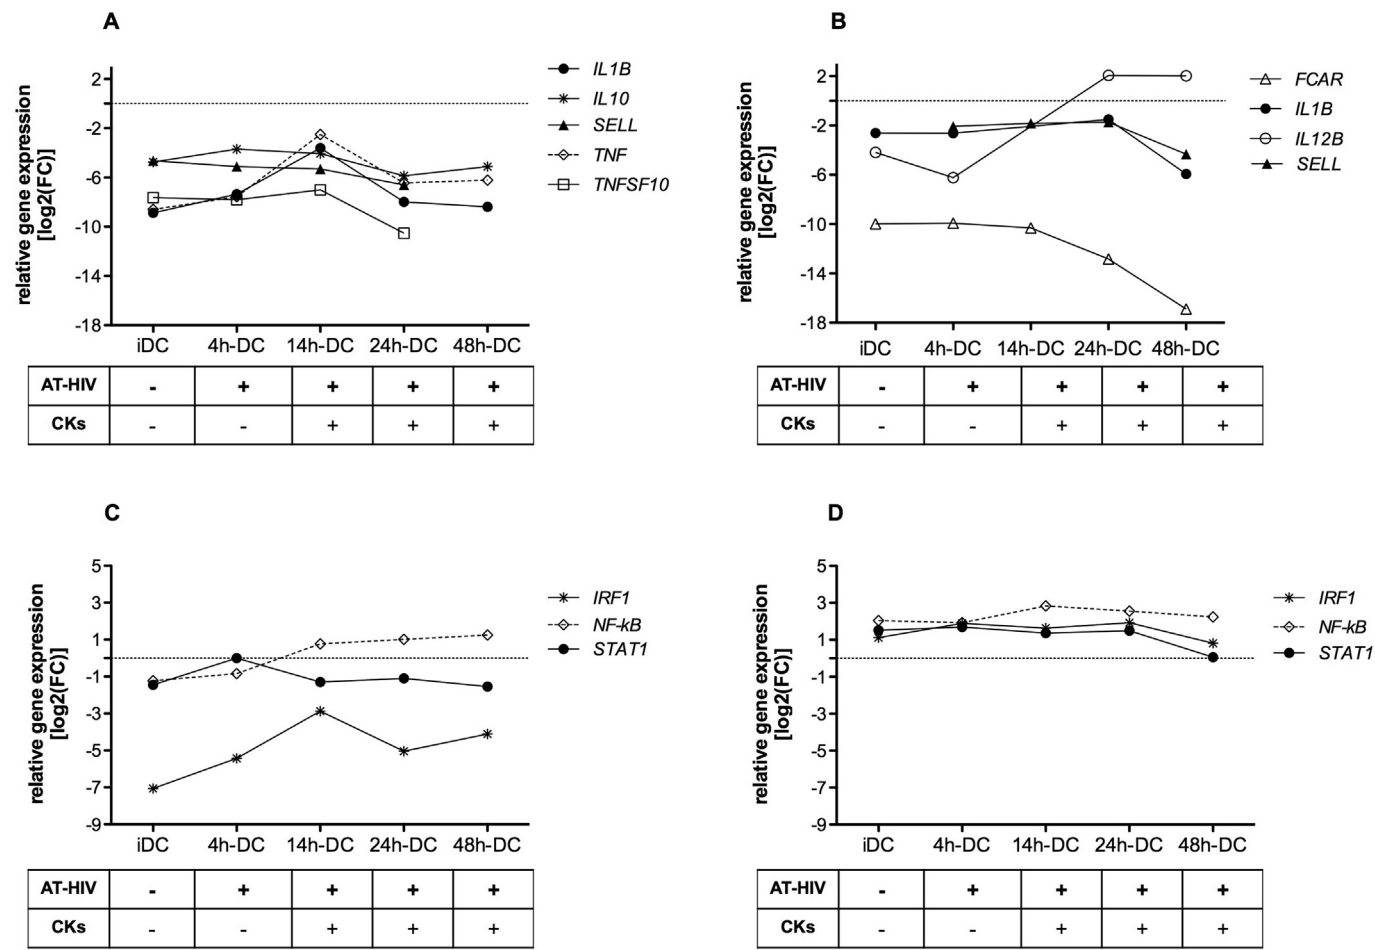 A
relative gene expression
[log2(FC)]
2
-2
-6
-10
-14
-18
iDC 4h-DC 14h-DC 24h-DC 48h-DC
IL1B
IL10
SELL
TNF
TNFSF10
AT-HIV - + + + +
CKs - - + + +
B
relative gene expression
[log2(FC)]
2
-2
-6
-10
-14
-18
iDC 4h-DC 14h-DC 24h-DC 48h-DC
FCAR
IL1B
IL12B
SELL
AT-HIV - + + + +
CKs - - + + +
C
relative gene expression
[log2(FC)]
5
3
1
-1
-3
-5
-7
-9
iDC 4h-DC 14h-DC 24h-DC 48h-DC
IRF1
NF-kB
STAT1
AT-HIV - + + + +
CKs - - + + +
D
relative gene expression
[log2(FC)]
5
3
1
-1
-3
-5
-7
-9
iDC 4h-DC 14h-DC 24h-DC 48h-DC
IRF1
NF-kB
STAT1
AT-HIV - + + + +
CKs - - + + +